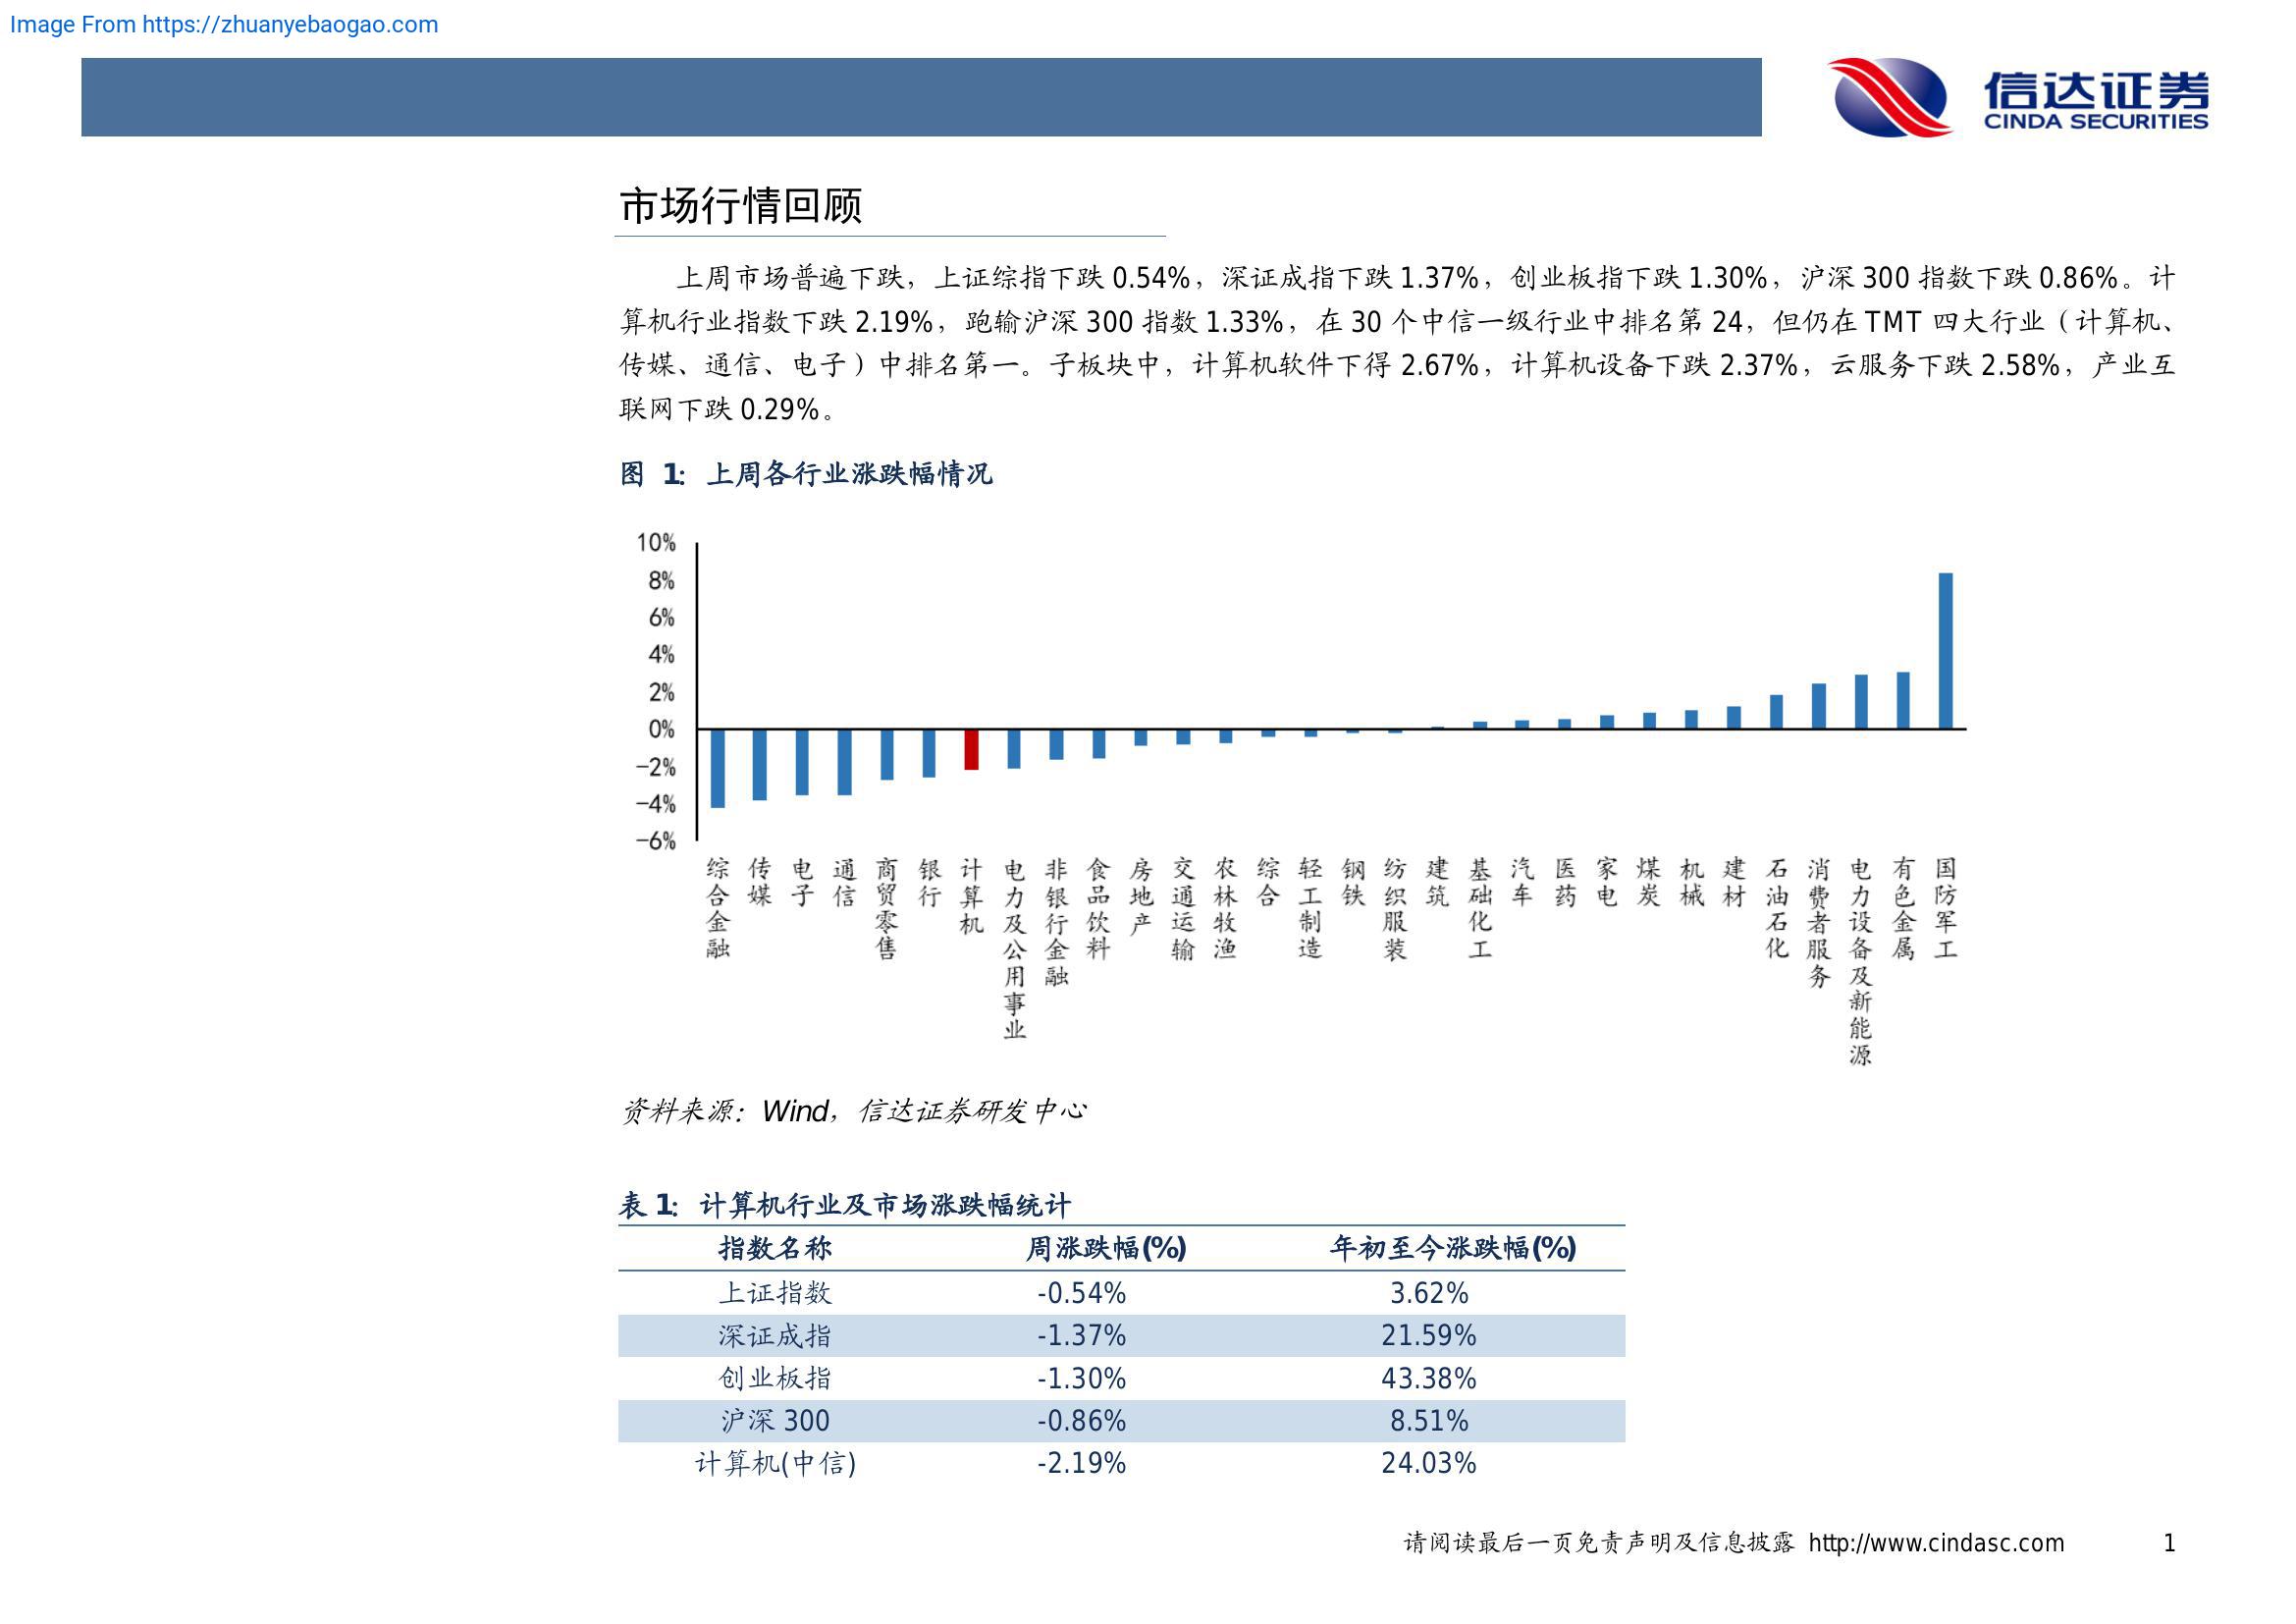 Image From https://zhuanyebaogao.com
信达证券
CINDA SECURITIES
市场行情回顾
上周市场普遍下跌，上证综指下跌 0.54%，深证成指下跌 1.37%，创业板指下跌 1.30%，沪深 300 指数下跌 0.86%。计
算机行业指数下跌 2.19%，跑输沪深 300 指数 1.33%，在 30 个中信一级行业中排名第 24，但仍在 TMT 四大行业（计算机、
传媒、通信、电子）中排名第一。子板块中，计算机软件下得 2.67%，计算机设备下跌 2.37%，云服务下跌 2.58%，产业互
联网下跌 0.29%。
图 1：上周各行业涨跌幅情况
10%
8%
6%
4%
2%
0%
-2%
-4%
-6%
综合金融
传媒
电子
通信
商贸零售
银行
计算机
电力及公用事业
非银行金融
食品饮料
房地产
交通运输
农林牧渔
综合
轻工制造
钢铁
纺织服装
建筑
基础化工
汽车
医药
家电
煤炭
机械
建材
石油石化
消费者服务
电力设备及新能源
有色金属
国防军工
资料来源：Wind，信达证券研发中心
表 1：计算机行业及市场涨跌幅统计
指数名称 周涨跌幅(%) 年初至今涨跌幅(%)
上证指数 -0.54% 3.62%
深证成指 -1.37% 21.59%
创业板指 -1.30% 43.38%
沪深 300 -0.86% 8.51%
计算机(中信) -2.19% 24.03%
请阅读最后一页免责声明及信息披露 http://www.cindasc.com 1